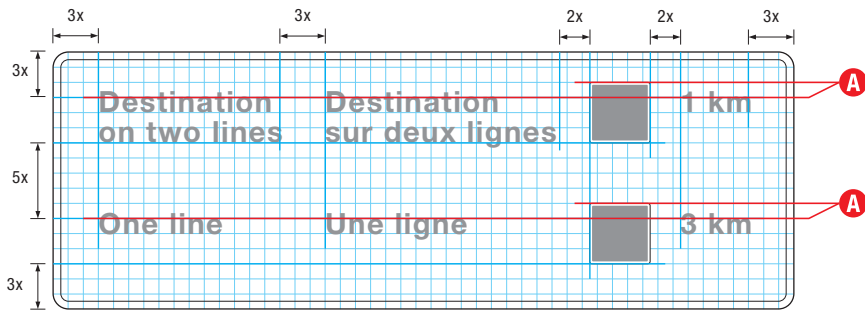 3x 3x 2x 2x 3x
3x
A
Destination Destination 1 km
on two lines sur deux lignes
5x
A
One line Une ligne 3 km
3x